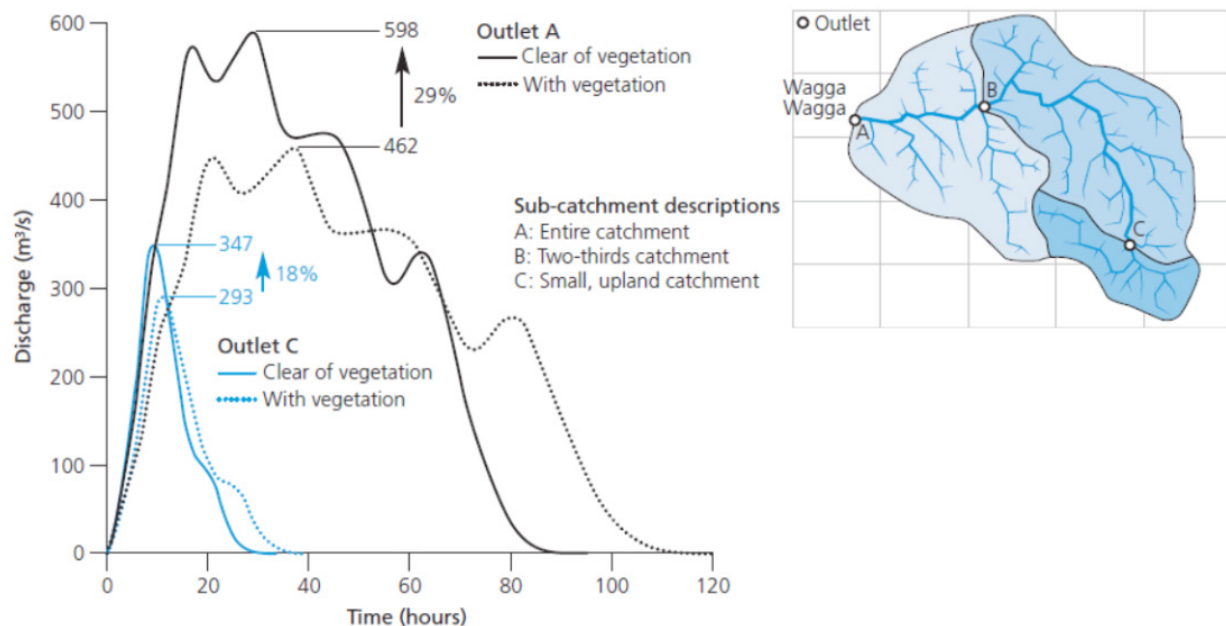 600
500
400
300
200
100
0
Discharge (m³/s)
0 20 40 60 80 100 120
Time (hours)
598
29%
462
347
18%
293
Outlet A
Clear of vegetation
With vegetation
Outlet C
Clear of vegetation
With vegetation
Sub-catchment descriptions
A: Entire catchment
B: Two-thirds catchment
C: Small, upland catchment
Outlet
Wagga
Wagga
A
B
C